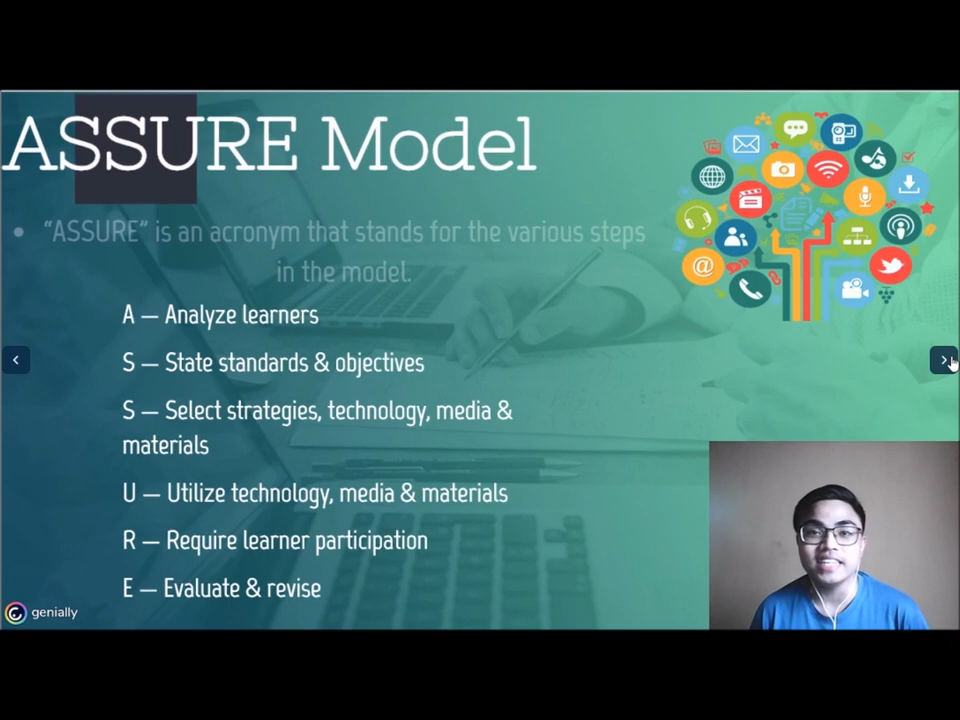 ASSURE Model
• “ASSURE” is an acronym that stands for the various steps
in the model.
A — Analyze learners
S — State standards & objectives
S — Select strategies, technology, media &
materials
U — Utilize technology, media & materials
R — Require learner participation
E — Evaluate & revise
genially